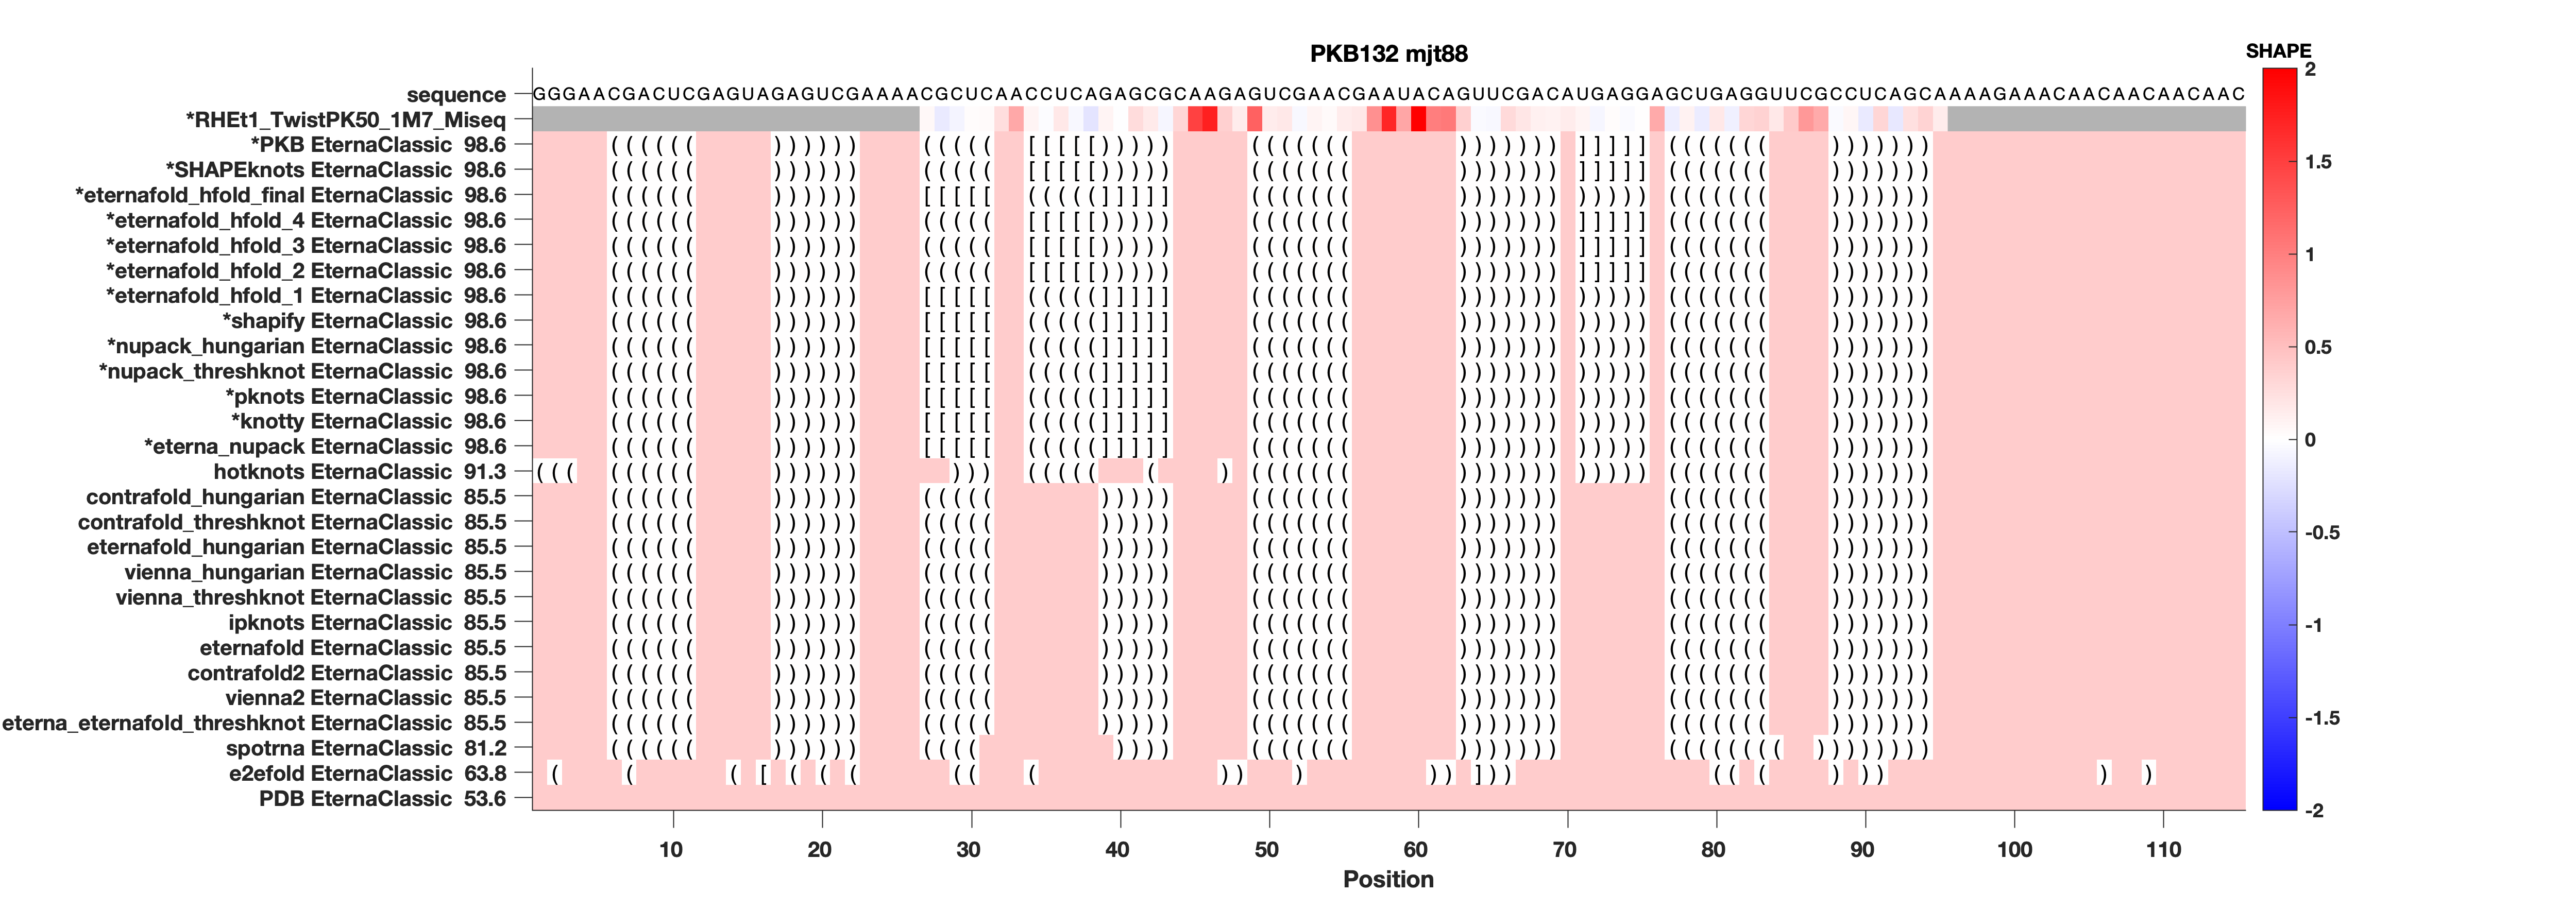 PKB132 mjt88
SHAPE
sequence GGGAACGACUCGAGUAGAGUCGAAAACGCUCAACCUCAGAGCGCAAGAGUCGAACGAAUACAGUUCGACAUGAGGAGCUGAGGUUCGCCUCAGCAAAAGAAACAACAACAACAAC
*RHEt1_TwistPK50_1M7_Miseq
*PKB EternaClassic 98.6 (((((( )))))) ((((( [[[[[))))) ((((((( ))))))) ]]]]] ((((((( )))))))
*SHAPEknots EternaClassic 98.6 (((((( )))))) ((((( [[[[[))))) ((((((( ))))))) ]]]]] ((((((( )))))))
*eternafold_hfold_final EternaClassic 98.6 (((((( )))))) [[[[[ (((((]]]]] ((((((( ))))))) ))))) ((((((( )))))))
*eternafold_hfold_4 EternaClassic 98.6 (((((( )))))) ((((( [[[[[))))) ((((((( ))))))) ]]]]] ((((((( )))))))
*eternafold_hfold_3 EternaClassic 98.6 (((((( )))))) ((((( [[[[[))))) ((((((( ))))))) ]]]]] ((((((( )))))))
*eternafold_hfold_2 EternaClassic 98.6 (((((( )))))) ((((( [[[[[))))) ((((((( ))))))) ]]]]] ((((((( )))))))
*eternafold_hfold_1 EternaClassic 98.6 (((((( )))))) [[[[[ (((((]]]]] ((((((( ))))))) ))))) ((((((( )))))))
*shapify EternaClassic 98.6 (((((( )))))) [[[[[ (((((]]]]] ((((((( ))))))) ))))) ((((((( )))))))
*nupack_hungarian EternaClassic 98.6 (((((( )))))) [[[[[ (((((]]]]] ((((((( ))))))) ))))) ((((((( )))))))
*nupack_threshknot EternaClassic 98.6 (((((( )))))) [[[[[ (((((]]]]] ((((((( ))))))) ))))) ((((((( )))))))
*pknots EternaClassic 98.6 (((((( )))))) [[[[[ (((((]]]]] ((((((( ))))))) ))))) ((((((( )))))))
*knotty EternaClassic 98.6 (((((( )))))) [[[[[ (((((]]]]] ((((((( ))))))) ))))) ((((((( )))))))
*eterna_nupack EternaClassic 98.6 (((((( )))))) [[[[[ (((((]]]]] ((((((( ))))))) ))))) ((((((( )))))))
hotknots EternaClassic 91.3 ((( (((((( )))))) ))) ((((( ( ) ((((((( ))))))) ))))) ((((((( )))))))
contrafold_hungarian EternaClassic 85.5 (((((( )))))) ((((( ))))) ((((((( ))))))) ((((((( )))))))
contrafold_threshknot EternaClassic 85.5 (((((( )))))) ((((( ))))) ((((((( ))))))) ((((((( )))))))
eternafold_hungarian EternaClassic 85.5 (((((( )))))) ((((( ))))) ((((((( ))))))) ((((((( )))))))
vienna_hungarian EternaClassic 85.5 (((((( )))))) ((((( ))))) ((((((( ))))))) ((((((( )))))))
vienna_threshknot EternaClassic 85.5 (((((( )))))) ((((( ))))) ((((((( ))))))) ((((((( )))))))
ipknots EternaClassic 85.5 (((((( )))))) ((((( ))))) ((((((( ))))))) ((((((( )))))))
eternafold EternaClassic 85.5 (((((( )))))) ((((( ))))) ((((((( ))))))) ((((((( )))))))
contrafold2 EternaClassic 85.5 (((((( )))))) ((((( ))))) ((((((( ))))))) ((((((( )))))))
vienna2 EternaClassic 85.5 (((((( )))))) ((((( ))))) ((((((( ))))))) ((((((( )))))))
eterna_eternafold_threshknot EternaClassic 85.5 (((((( )))))) ((((( ))))) ((((((( ))))))) ((((((( )))))))
spotrna EternaClassic 81.2 (((((( )))))) (((( )))) ((((((( ))))))) (((((((( ))))))))
e2efold EternaClassic 63.8 ( ( ( [ ( ( ( (( ( )) ) )) ])) (( ( ) )) ) )
PDB EternaClassic 53.6
10 20 30 40 50 60 70 80 90 100 110
Position
2
1.5
1
0.5
0
-0.5
-1
-1.5
-2